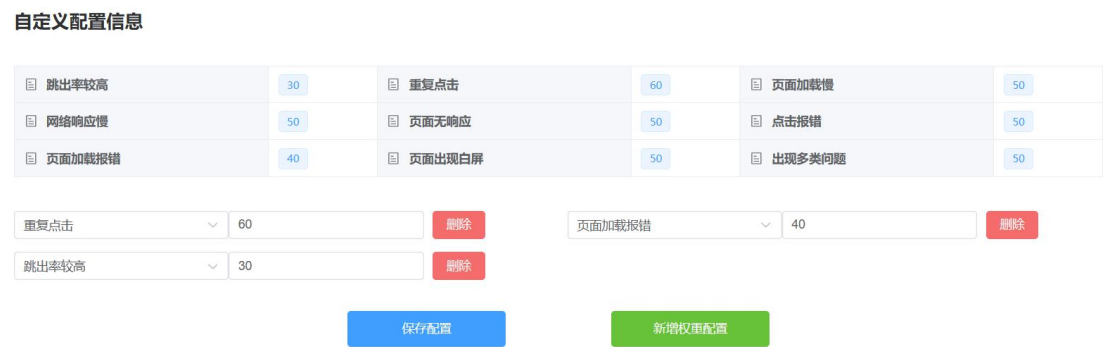 自定义配置信息
跳出率较高 30 重复点击 60 页面加载慢 50
网络响应慢 50 页面无响应 50 点击报错 50
页面加载报错 40 页面出现白屏 50 出现多类问题 50
重复点击 60 删除 页面加载报错 40 删除
跳出率较高 30 删除
保存配置 新增权重配置